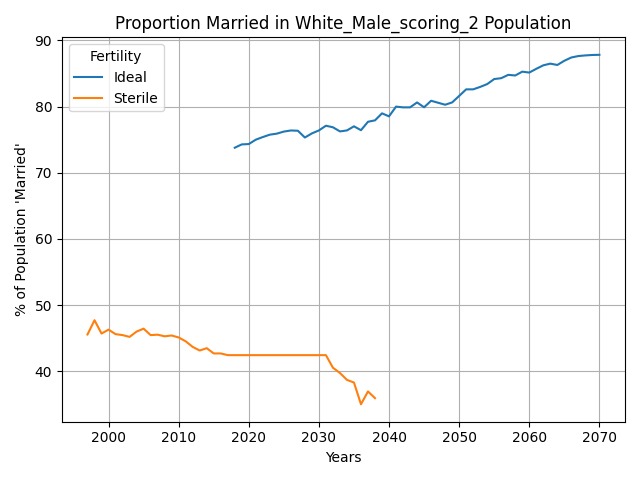 Proportion Married in White_Male_scoring_2 Population
Fertility
Ideal
Sterile
% of Population 'Married'
90
80
70
60
50
40
2000 2010 2020 2030 2040 2050 2060 2070
Years